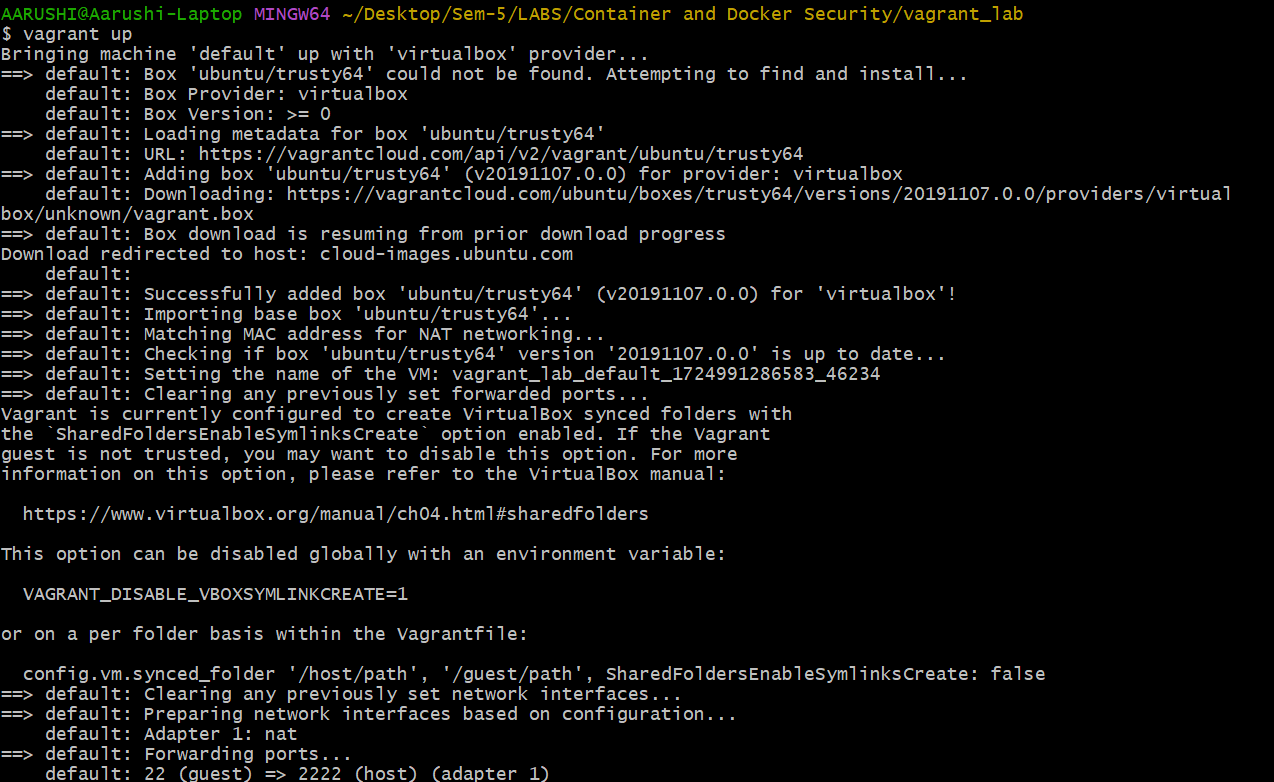 AARUSHI@Aarushi-Laptop MINGW64 ~/Desktop/Sem-5/LABS/Container and Docker Security/vagrant_lab
$ vagrant up
Bringing machine 'default' up with 'virtualbox' provider...
==> default: Box 'ubuntu/trusty64' could not be found. Attempting to find and install...
    default: Box Provider: virtualbox
    default: Box Version: >= 0
==> default: Loading metadata for box 'ubuntu/trusty64'
    default: URL: https://vagrantcloud.com/api/v2/vagrant/ubuntu/trusty64
==> default: Adding box 'ubuntu/trusty64' (v20191107.0.0) for provider: virtualbox
    default: Downloading: https://vagrantcloud.com/ubuntu/boxes/trusty64/versions/20191107.0.0/providers/virtual
box/unknown/vagrant.box
==> default: Box download is resuming from prior download progress
Download redirected to host: cloud-images.ubuntu.com
    default:
==> default: Successfully added box 'ubuntu/trusty64' (v20191107.0.0) for 'virtualbox'!
==> default: Importing base box 'ubuntu/trusty64'...
==> default: Matching MAC address for NAT networking...
==> default: Checking if box 'ubuntu/trusty64' version '20191107.0.0' is up to date...
==> default: Setting the name of the VM: vagrant_lab_default_1724991286583_46234
==> default: Clearing any previously set forwarded ports...
Vagrant is currently configured to create VirtualBox synced folders with
the `SharedFoldersEnableSymlinksCreate` option enabled. If the Vagrant
guest is not trusted, you may want to disable this option. For more
information on this option, please refer to the VirtualBox manual:

  https://www.virtualbox.org/manual/ch04.html#sharedfolders

This option can be disabled globally with an environment variable:

  VAGRANT_DISABLE_VBOXSYMLINKCREATE=1

or on a per folder basis within the Vagrantfile:

  config.vm.synced_folder '/host/path', '/guest/path', SharedFoldersEnableSymlinksCreate: false
==> default: Clearing any previously set network interfaces...
==> default: Preparing network interfaces based on configuration...
    default: Adapter 1: nat
==> default: Forwarding ports...
    default: 22 (guest) => 2222 (host) (adapter 1)